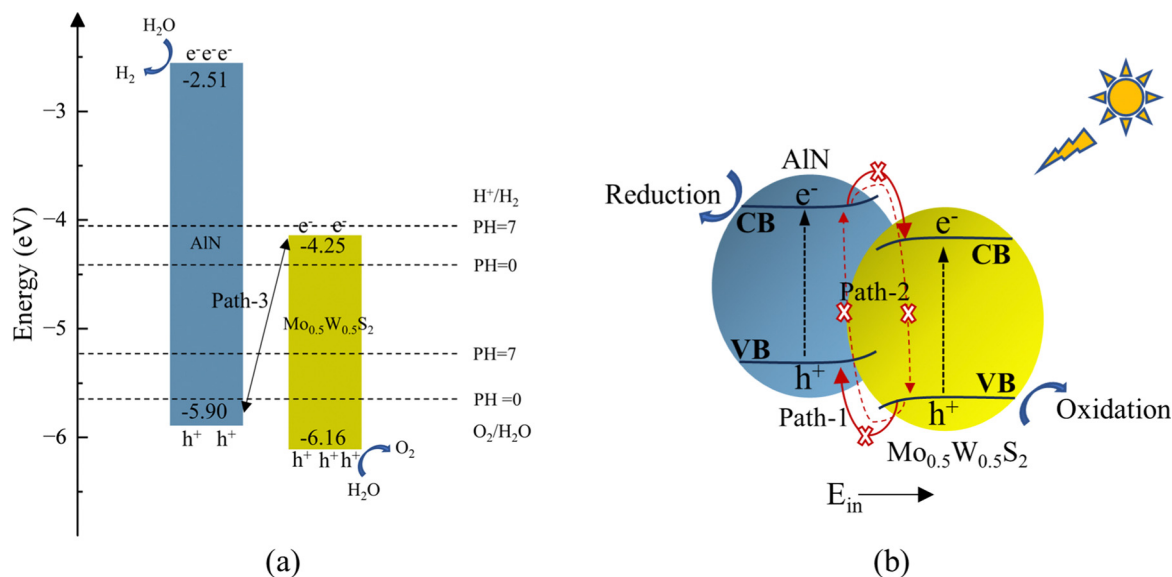 H₂O
H₂
e⁻e⁻e⁻
-2.51
−3
H⁺/H₂
−4
PH=7
e⁻ e⁻
AlN
-4.25
PH=0
Energy (eV)
Path-3
Mo₀.₅W₀.₅S₂
−5
PH=7
PH =0
-5.90
O₂/H₂O
h⁺ h⁺
−6
-6.16
h⁺ h⁺ h⁺
O₂
H₂O
(a)
AlN
Reduction
e⁻
CB
e⁻
CB
Path-2
VB
h⁺
VB
h⁺
Path-1
Oxidation
Mo₀.₅W₀.₅S₂
Eᵢₙ
(b)